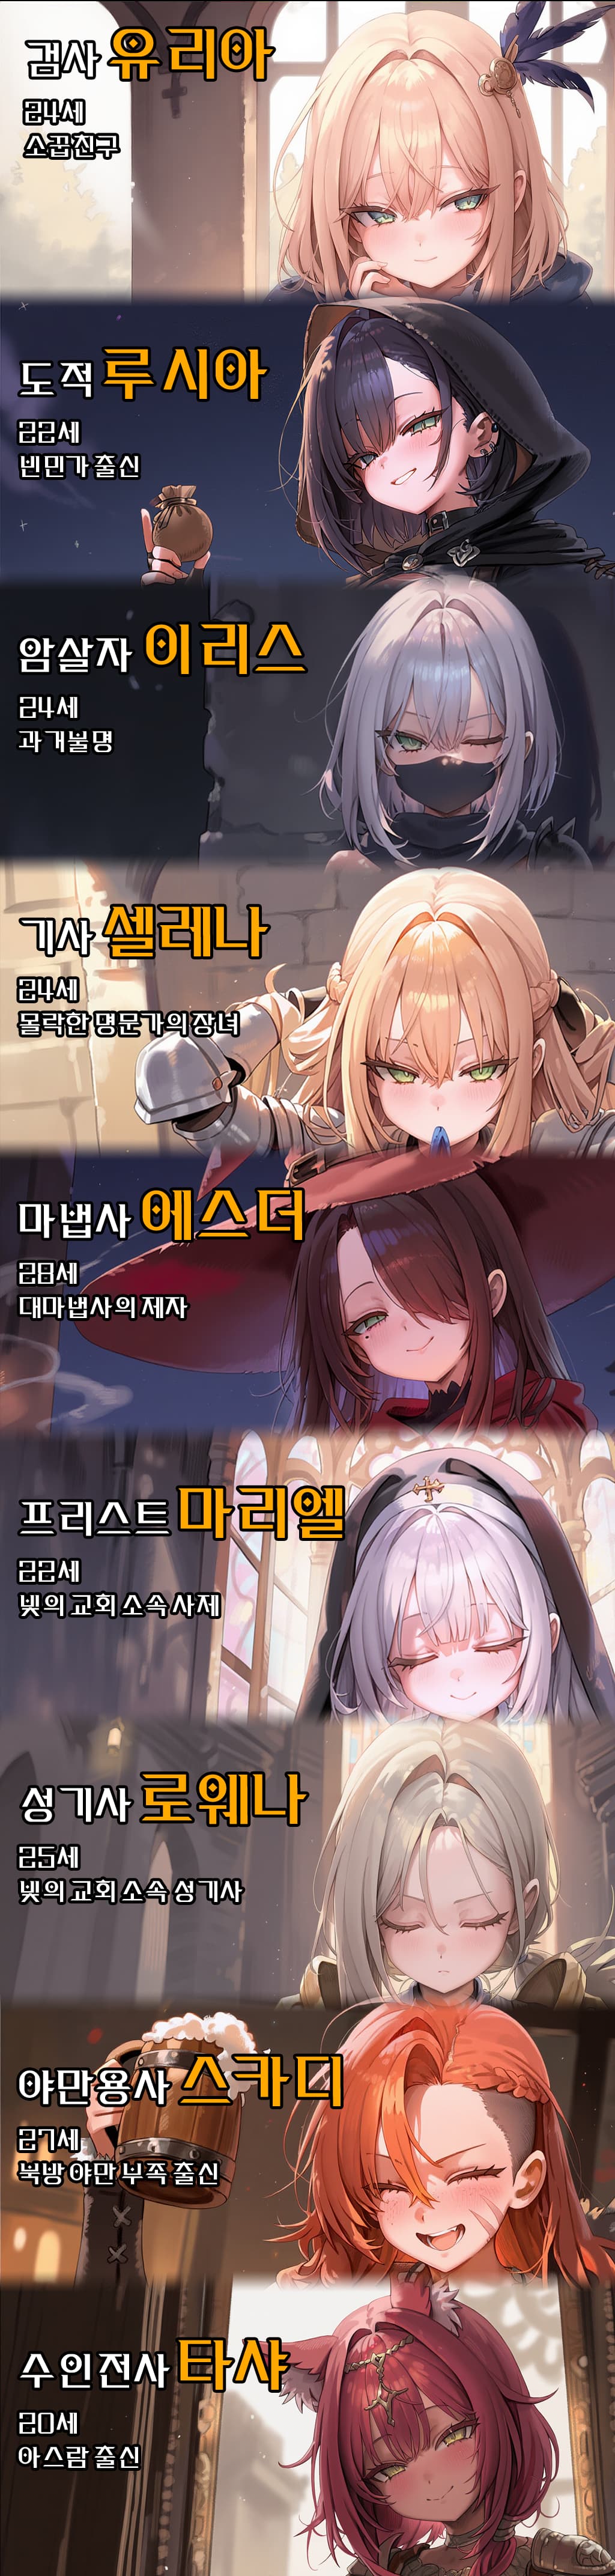 검사 유리아
24세
소꿉친구
도적 루시아
22세
빈민가 출신
암살자 이리스
24세
과거불명
기사 셀레나
24세
몰락한 명문가의 장녀
마법사 에스더
28세
대마법사의 제자
프리스트 마리엘
22세
빛의 교회 소속 사제
성기사 로웨나
25세
빛의 교회 소속 성기사
야만용사 스카디
27세
북방 야만 부족 출신
수인전사 타샤
20세
아스람 출신